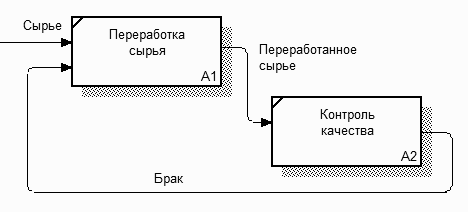 Сырье
Переработка
сырья
A1
Переработанное
сырье
Контроль
качества
A2
Брак